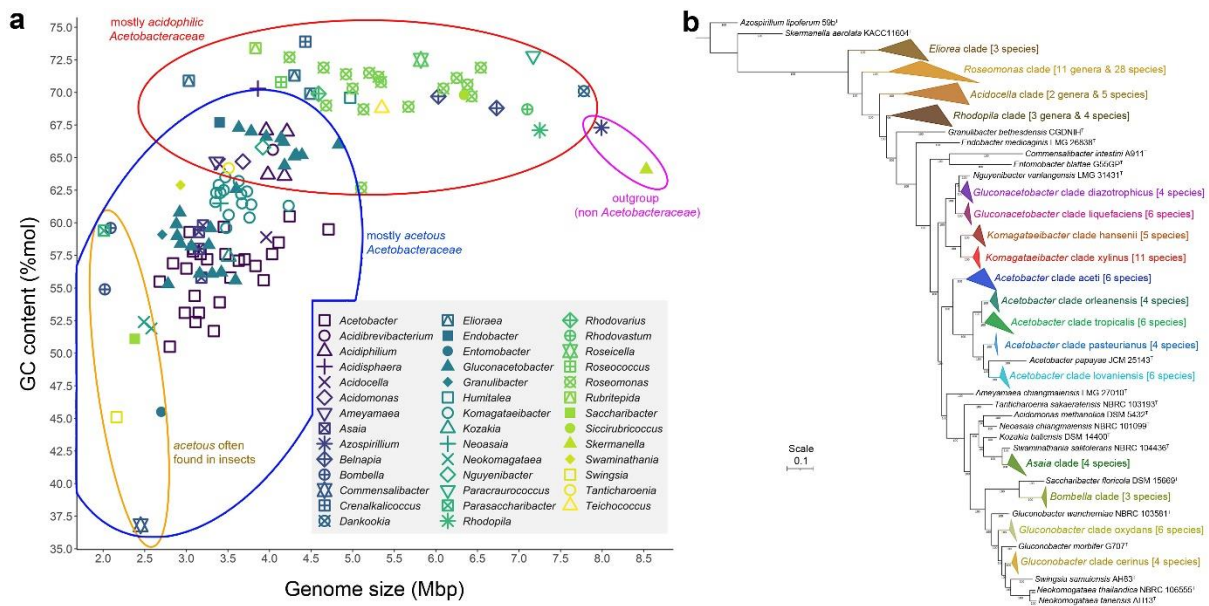 a
mostly acidophilic
Acetobacteraceae
GC content (%mol)
75.0
72.5
70.0
67.5
65.0
62.5
60.0
57.5
55.0
52.5
50.0
47.5
45.0
42.5
40.0
37.5
35.0
outgroup
(non Acetobacteraceae)
mostly acetous
Acetobacteraceae
acetous often
found in insects
Acetobacter
Acidibrevibacterium
Acidiphilium
Acidisphaera
Acidocella
Acidomonas
Ameyamaea
Asaia
Azospirillium
Belnapia
Bombella
Commensalibacter
Crenalkalicoccus
Dankookia
Elioraea
Endobacter
Entomobacter
Gluconacetobacter
Granulibacter
Humitalea
Komagataeibacter
Kozakia
Neoasaia
Neokomagataea
Nguyenibacter
Paracraurococcus
Parasaccharibacter
Rhodopila
Rhodovarius
Rhodovastum
Roseicella
Roseococcus
Roseomonas
Rubritepida
Saccharibacter
Siccirubricoccus
Skermanella
Swaminathania
Swingsia
Tanticharoenia
Teichococcus
2.0 2.5 3.0 3.5 4.0 4.5 5.0 5.5 6.0 6.5 7.0 7.5 8.0 8.5
Genome size (Mbp)
b
Azospirillum lipoferum 59b
Skermanella aerolata KACC11604
Eliorea clade [3 species]
Roseomonas clade [11 genera & 28 species]
Acidocella clade [2 genera & 5 species]
Rhodopila clade [3 genera & 4 species]
Granulibacter bethesdensis CGDNIH
Endobacter medicaginis LMG 26838ᵀ
Commensalibacter intestini A911
Entomobacter blattae G55GPᵀ
Nguyenibacter vanlangensis LMG 31431ᵀ
Gluconacetobacter clade diazotrophicus [4 species]
Gluconacetobacter clade liquefaciens [6 species]
Komagataeibacter clade hansenii [5 species]
Komagataeibacter clade xylinus [11 species]
Acetobacter clade aceti [6 species]
Acetobacter clade orleanensis [4 species]
Acetobacter clade tropicalis [6 species]
Acetobacter clade pasteurianus [4 species]
Acetobacter papayae JCM 25143ᵀ
Acetobacter clade lovaniensis [6 species]
Ameyamaea chiangmaiensis LMG 27010ᵀ
Tanticharoenia sakaeratensis NBRC 103193ᵀ
Acidomonas methanolica DSM 5432ᵀ
Neoasaia chiangmaiensis NBRC 101099ᵀ
Kozakia baliensis DSM 14400ᵀ
Swaminathania salitolerans NBRC 104436ᵀ
Asaia clade [4 species]
Saccharibacter floricola DSM 15669
Bombella clade [3 species]
Gluconobacter wancherniae NBRC 103581
Gluconobacter clade oxydans [6 species]
Gluconobacter morbifer G707ᵀ
Gluconobacter clade cerinus [4 species]
Swingsia samuiensis AH83
Neokomagataea thailandica NBRC 106555
Neokomagataea tanensis AH13ᵀ
Scale
0.1